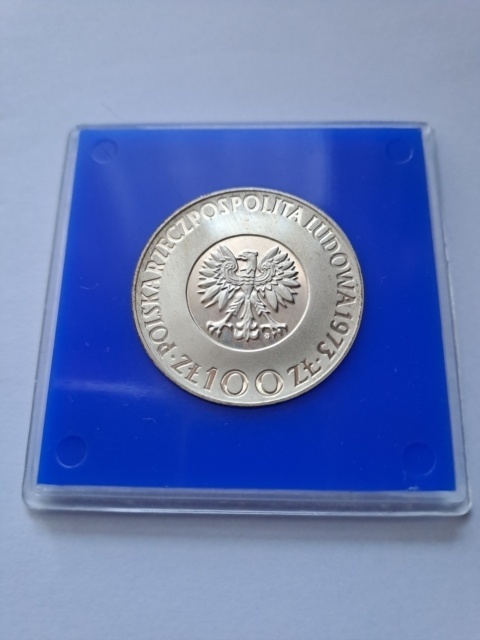 POLSKA RZECZPOSPOLITA LUDOWA 1973
ZŁ 100 ZŁ